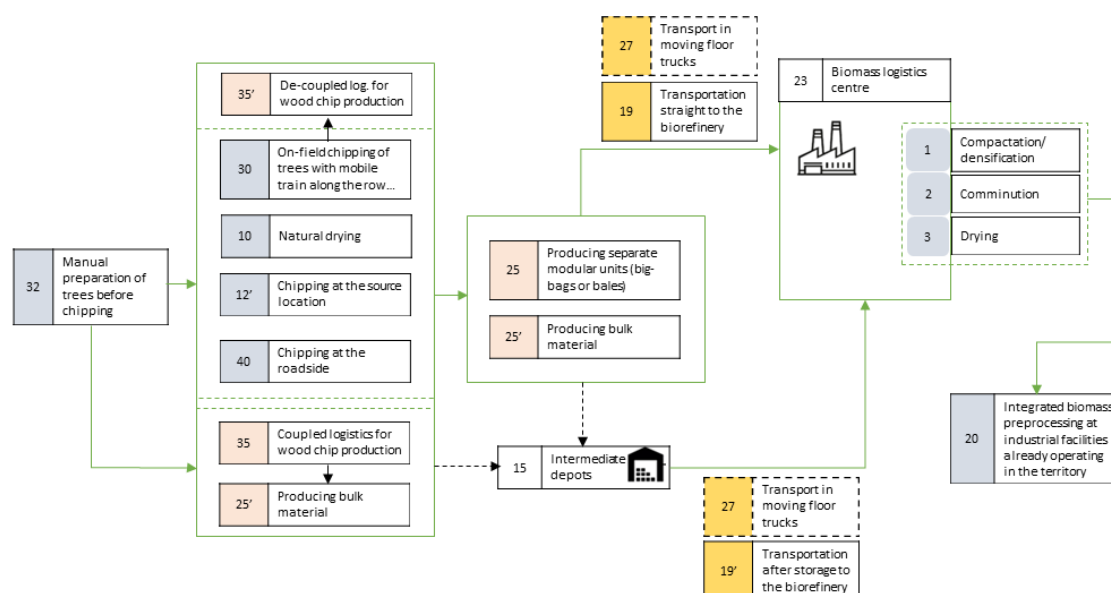 27
Transport in
moving floor
trucks
19
Transportation
straight to the
biorefinery
23
Biomass logistics
centre
35’
De-coupled log. for
wood chip production
30
On-field chipping of
trees with mobile
train along the row...
10
Natural drying
12’
Chipping at the source
location
40
Chipping at the
roadside
35
Coupled logistics for
wood chip production
25’
Producing bulk
material
32
Manual
preparation of
trees before
chipping
25
Producing separate
modular units (big-
bags or bales)
25’
Producing bulk
material
15
Intermediate
depots
1
Compactation/
densification
2
Comminution
3
Drying
20
Integrated biomass
preprocessing at
industrial facilities
already operating
in the territory
27
Transport in
moving floor
trucks
19’
Transportation
after storage to
the biorefinery